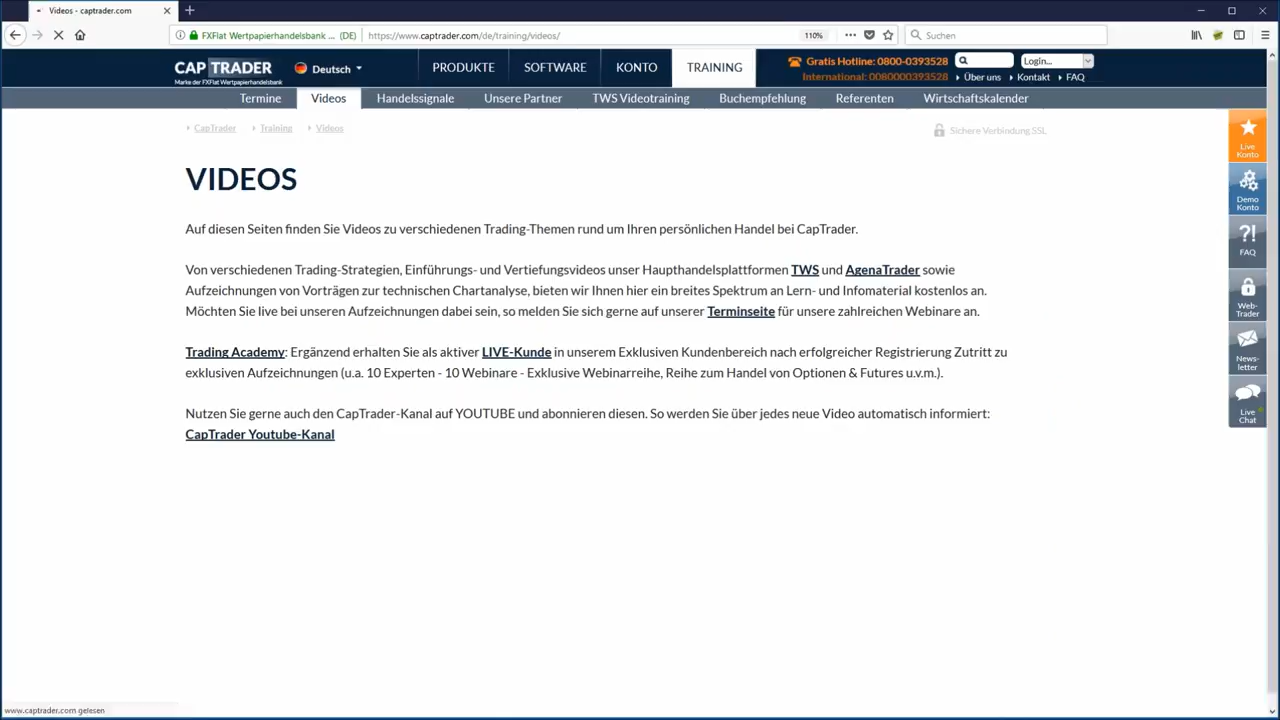 Videos - captrader.com
FXFlat Wertpapierhandelsbank ... (DE)
https://www.captrader.com/de/training/videos/
110%
Suchen
CAP TRADER
Marke der FXFlat Wertpapierhandelsbank
Deutsch
PRODUKTE
SOFTWARE
KONTO
TRAINING
Gratis Hotline: 0800-0393528
International: 0080000393528
Login...
Über uns
Kontakt
FAQ
Termine
Videos
Handelssignale
Unsere Partner
TWS Videotraining
Buchempfehlung
Referenten
Wirtschaftskalender
CapTrader
Training
Videos
Sichere Verbindung SSL
VIDEOS
Auf diesen Seiten finden Sie Videos zu verschiedenen Trading-Themen rund um Ihren persönlichen Handel bei CapTrader.
Von verschiedenen Trading-Strategien, Einführungs- und Vertiefungsvideos unser Haupthandelsplattformen TWS und AgenaTrader sowie
Aufzeichnungen von Vorträgen zur technischen Chartanalyse, bieten wir Ihnen hier ein breites Spektrum an Lern- und Infomaterial kostenlos an.
Möchten Sie live bei unseren Aufzeichnungen dabei sein, so melden Sie sich gerne auf unserer Terminseite für unsere zahlreichen Webinare an.
Trading Academy: Ergänzend erhalten Sie als aktiver LIVE-Kunde in unserem Exklusiven Kundenbereich nach erfolgreicher Registrierung Zutritt zu
exklusiven Aufzeichnungen (u.a. 10 Experten - 10 Webinare - Exklusive Webinarreihe, Reihe zum Handel von Optionen & Futures u.v.m.).
Nutzen Sie gerne auch den CapTrader-Kanal auf YOUTUBE und abonnieren diesen. So werden Sie über jedes neue Video automatisch informiert:
CapTrader Youtube-Kanal
Live
Konto
Demo
Konto
?!
FAQ
Web-
Trader
News-
letter
Live
Chat
www.captrader.com gelesen